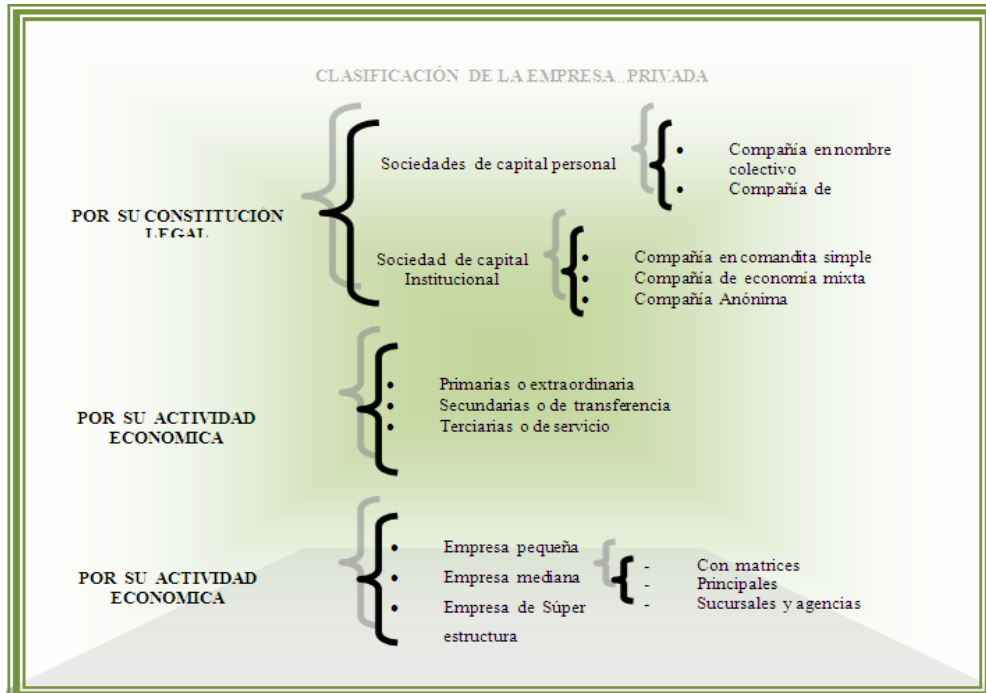 CLASIFICACIÓN DE LA EMPRESA PRIVADA
POR SU CONSTITUCIÓN
LEGAL
Sociedades de capital personal
• Compañía en nombre
colectivo
• Compañía de
Sociedad de capital
Institucional
• Compañía en comandita simple
• Compañía de economía mixta
• Compañía Anónima
POR SU ACTIVIDAD
ECONOMICA
• Primarias o extraordinaria
• Secundarias o de transferencia
• Terciarias o de servicio
POR SU ACTIVIDAD
ECONOMICA
• Empresa pequeña
• Empresa mediana
• Empresa de Súper
estructura
- Con matrices
- Principales
- Sucursales y agencias